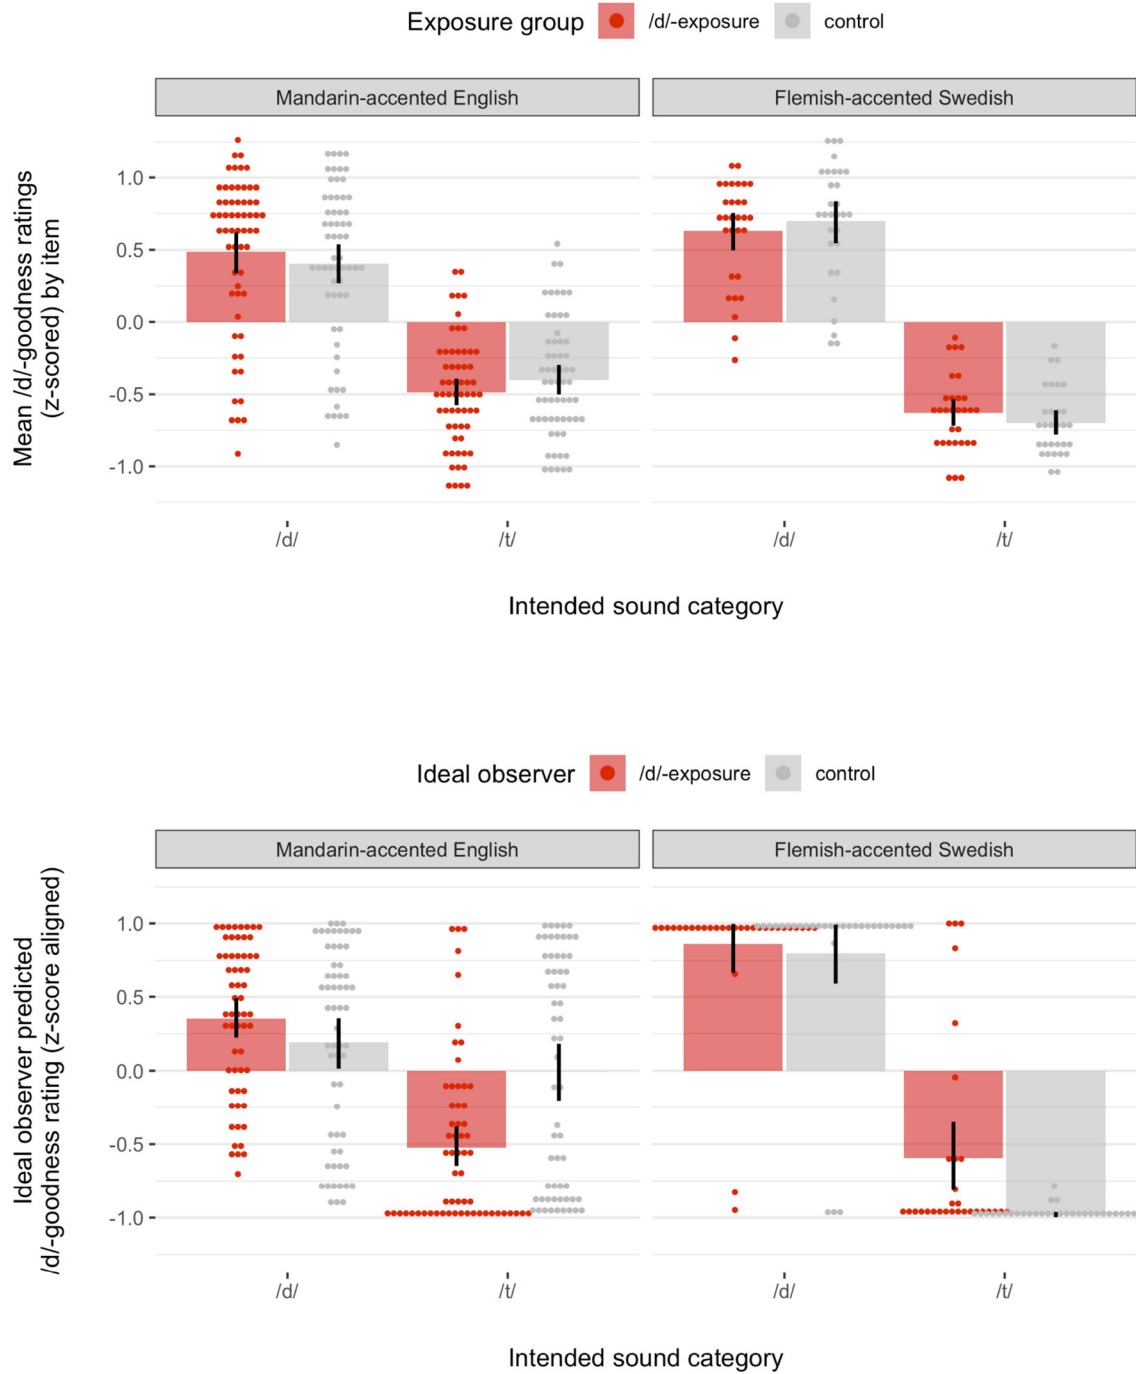 Exposure group /d/-exposure control
Mandarin-accented English Flemish-accented Swedish
Mean /d/-goodness ratings
(z-scored) by item
1.0
0.5
0.0
-0.5
-1.0
/d/ /t/ /d/ /t/
Intended sound category
Ideal observer /d/-exposure control
Mandarin-accented English Flemish-accented Swedish
Ideal observer predicted
/d/-goodness rating (z-score aligned)
1.0
0.5
0.0
-0.5
-1.0
/d/ /t/ /d/ /t/
Intended sound category